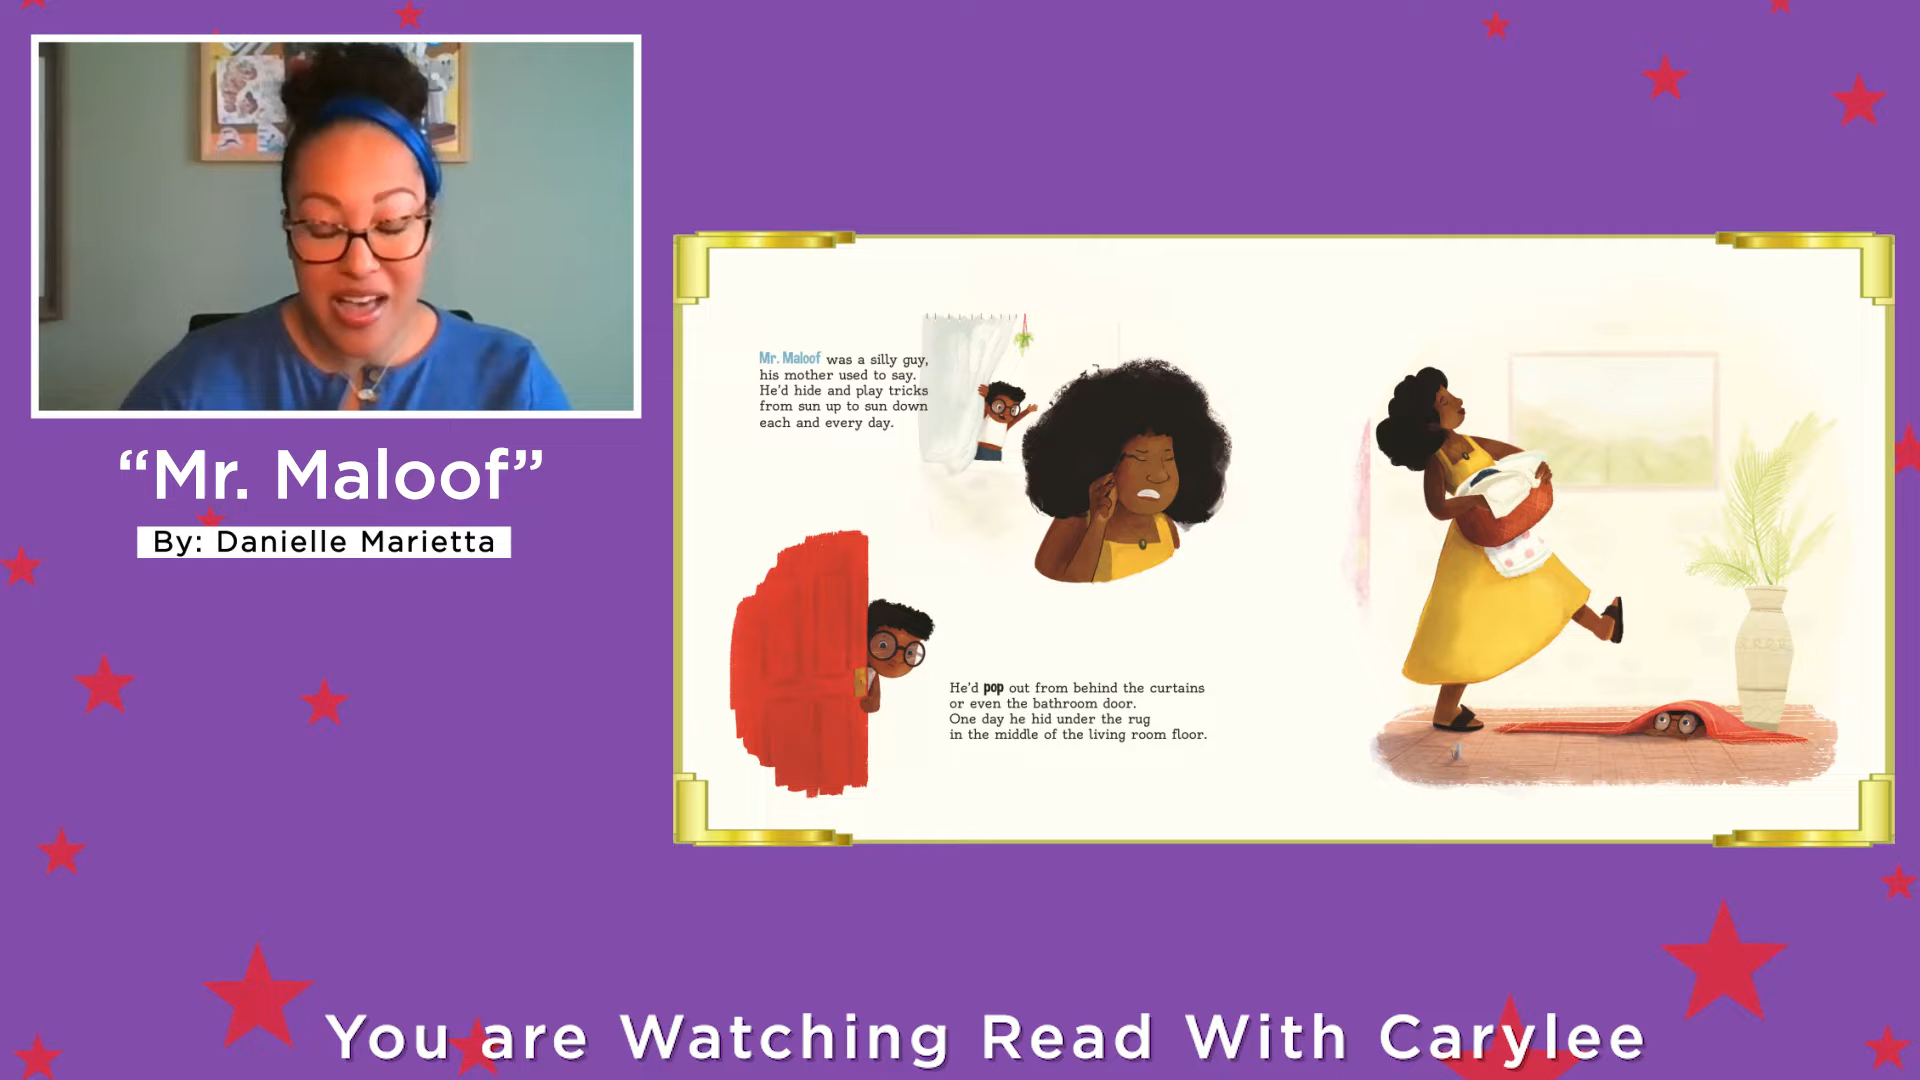 “Mr. Maloof”
By: Danielle Marietta
Mr. Maloof was a silly guy,
his mother used to say.
He'd hide and play tricks
from sun up to sun down
each and every day.
He'd pop out from behind the curtains
or even the bathroom door.
One day he hid under the rug
in the middle of the living room floor.
You are Watching Read With Carylee